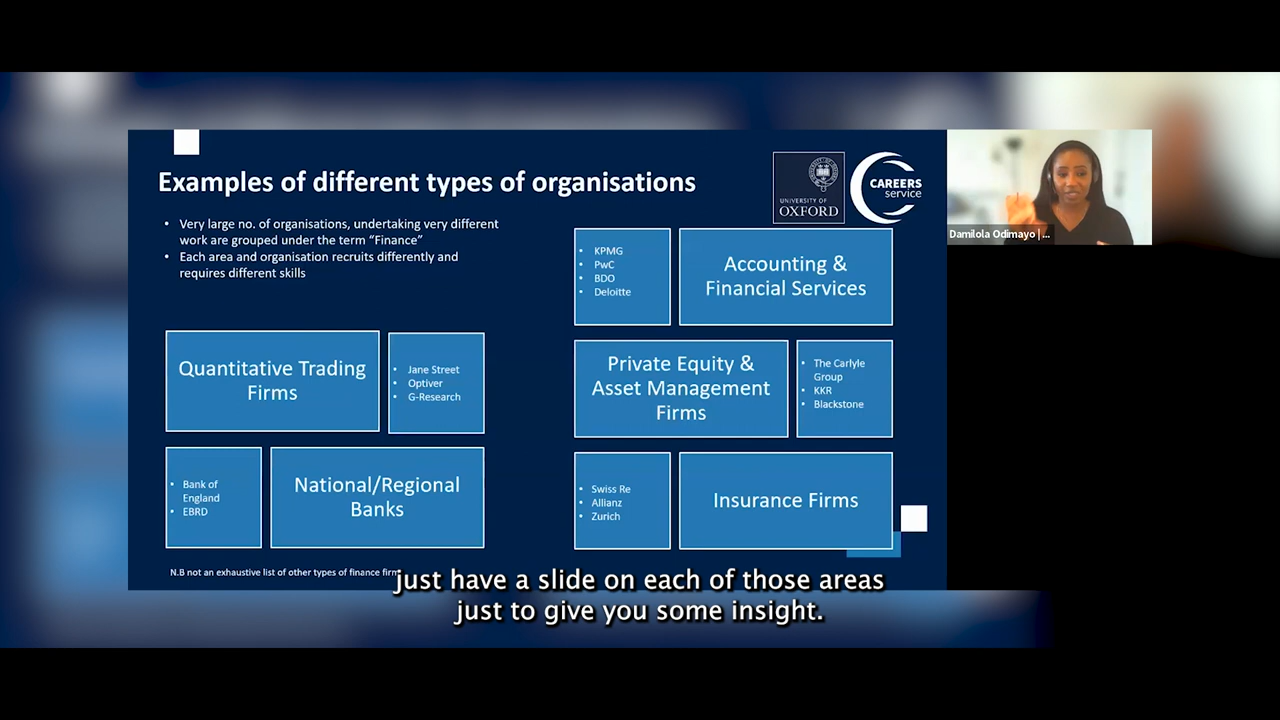 Examples of different types of organisations
UNIVERSITY OF
OXFORD
CAREERS
service
• Very large no. of organisations, undertaking very different
work are grouped under the term “Finance”
• Each area and organisation recruits differently and
requires different skills
Damilola Odimayo | ...
• KPMG
• PwC
• BDO
• Deloitte
Accounting &
Financial Services
Quantitative Trading
Firms
• Jane Street
• Optiver
• G-Research
Private Equity &
Asset Management
Firms
• The Carlyle
Group
• KKR
• Blackstone
• Bank of
England
• EBRD
National/Regional
Banks
• Swiss Re
• Allianz
• Zurich
Insurance Firms
N.B not an exhaustive list of other types of finance
just have a slide on each of those areas
just to give you some insight.